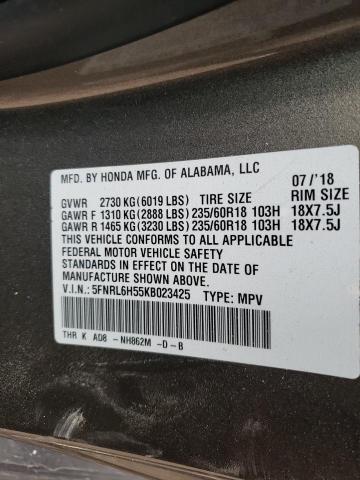 MFD. BY HONDA MFG. OF ALABAMA, LLC 07/'18
GVWR 2730 KG(6019 LBS) TIRE SIZE RIM SIZE
GAWR F 1310 KG(2888 LBS) 235/60R18 103H 18X7.5J
GAWR R 1465 KG(3230 LBS) 235/60R18 103H 18X7.5J
THIS VEHICLE CONFORMS TO ALL APPLICABLE
FEDERAL MOTOR VEHICLE SAFETY
STANDARDS IN EFFECT ON THE DATE OF
MANUFACTURE SHOWN ABOVE.
V.I.N.: 5FNRL6H55KB023425 TYPE: MPV
THR K AD8 -NH862M -D-B